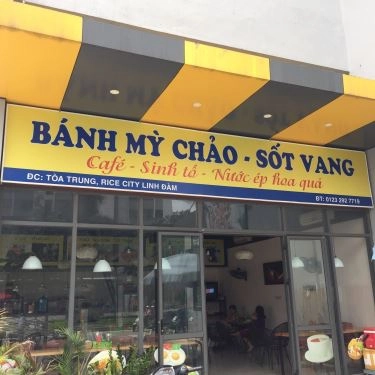 BÁNH MỲ CHẢO - SỐT VANG
Café - Sinh tố - Nước ép hoa quả
ĐC: TÒA TRUNG, RICE CITY LINH ĐÀM
ĐT: 0123 292 7715